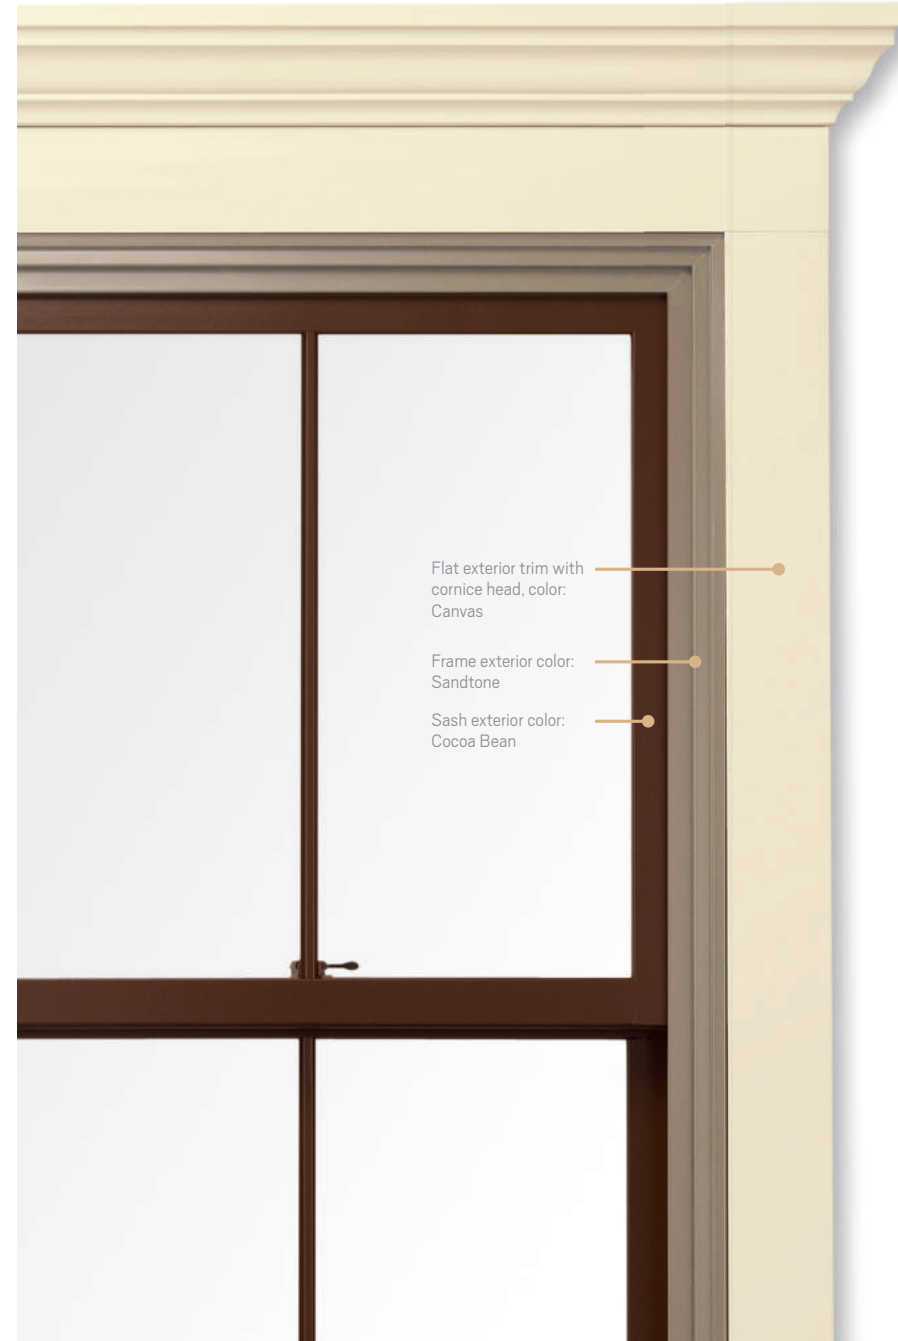 Flat exterior trim with
cornice head, color:
Canvas
Frame exterior color:
Sandtone
Sash exterior color:
Cocoa Bean